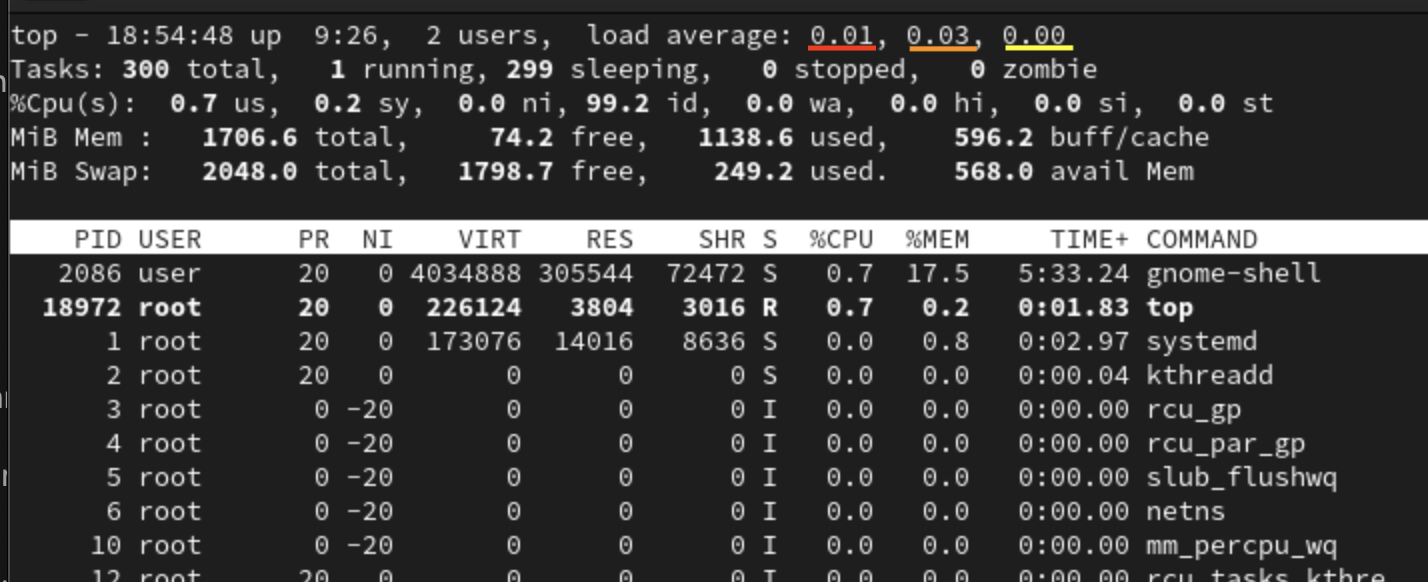 top - 18:54:48 up  9:26,  2 users,  load average: 0.01, 0.03, 0.00
Tasks: 300 total,   1 running, 299 sleeping,   0 stopped,   0 zombie
%Cpu(s):  0.7 us,  0.2 sy,  0.0 ni, 99.2 id,  0.0 wa,  0.0 hi,  0.0 si,  0.0 st
MiB Mem :   1706.6 total,     74.2 free,   1138.6 used,    596.2 buff/cache
MiB Swap:   2048.0 total,   1798.7 free,    249.2 used.    568.0 avail Mem
PID USER      PR  NI    VIRT    RES    SHR S  %CPU  %MEM     TIME+ COMMAND
2086 user      20   0 4034888 305544  72472 S   0.7  17.5   5:33.24 gnome-shell
18972 root      20   0  226124   3804   3016 R   0.7   0.2   0:01.83 top
1 root      20   0  173076  14016   8636 S   0.0   0.8   0:02.97 systemd
2 root      20   0       0      0      0 S   0.0   0.0   0:00.04 kthreadd
3 root       0 -20       0      0      0 I   0.0   0.0   0:00.00 rcu_gp
4 root       0 -20       0      0      0 I   0.0   0.0   0:00.00 rcu_par_gp
5 root       0 -20       0      0      0 I   0.0   0.0   0:00.00 slub_flushwq
6 root       0 -20       0      0      0 I   0.0   0.0   0:00.00 netns
10 root       0 -20       0      0      0 I   0.0   0.0   0:00.00 mm_percpu_wq
12 root      20   0       0      0      0 I   0.0   0.0   0:00.00 rcu_tasks_kthre